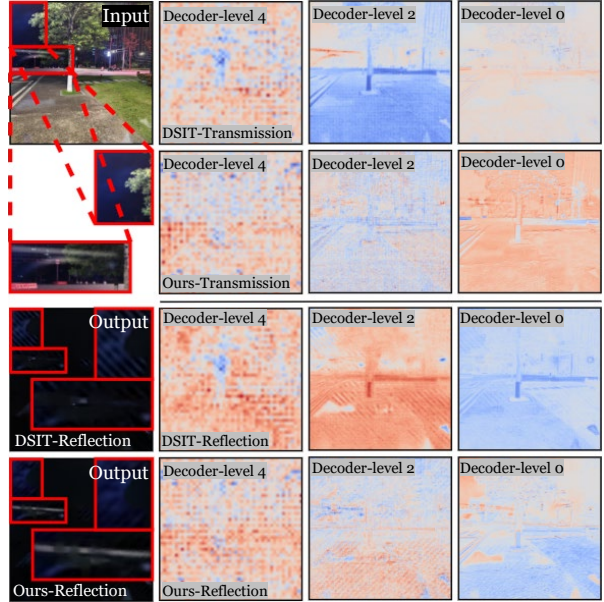 Input
Decoder-level 4
Decoder-level 2
Decoder-level 0
DSIT-Transmission
Decoder-level 4
Decoder-level 2
Decoder-level 0
Ours-Transmission
Output
Decoder-level 4
Decoder-level 2
Decoder-level 0
DSIT-Reflection
DSIT-Reflection
Output
Decoder-level 4
Decoder-level 2
Decoder-level 0
Ours-Reflection
Ours-Reflection